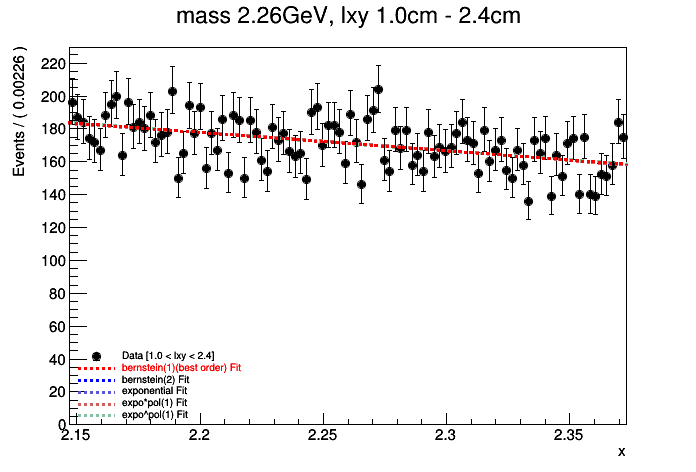 mass 2.26GeV, lxy 1.0cm - 2.4cm
Events / ( 0.00226 )
220
200
180
160
140
120
100
80
60
40
20
0
Data [1.0 < lxy < 2.4]
bernstein(1)(best order) Fit
bernstein(2) Fit
exponential Fit
expo*pol(1) Fit
expo^pol(1) Fit
2.15 2.2 2.25 2.3 2.35
x